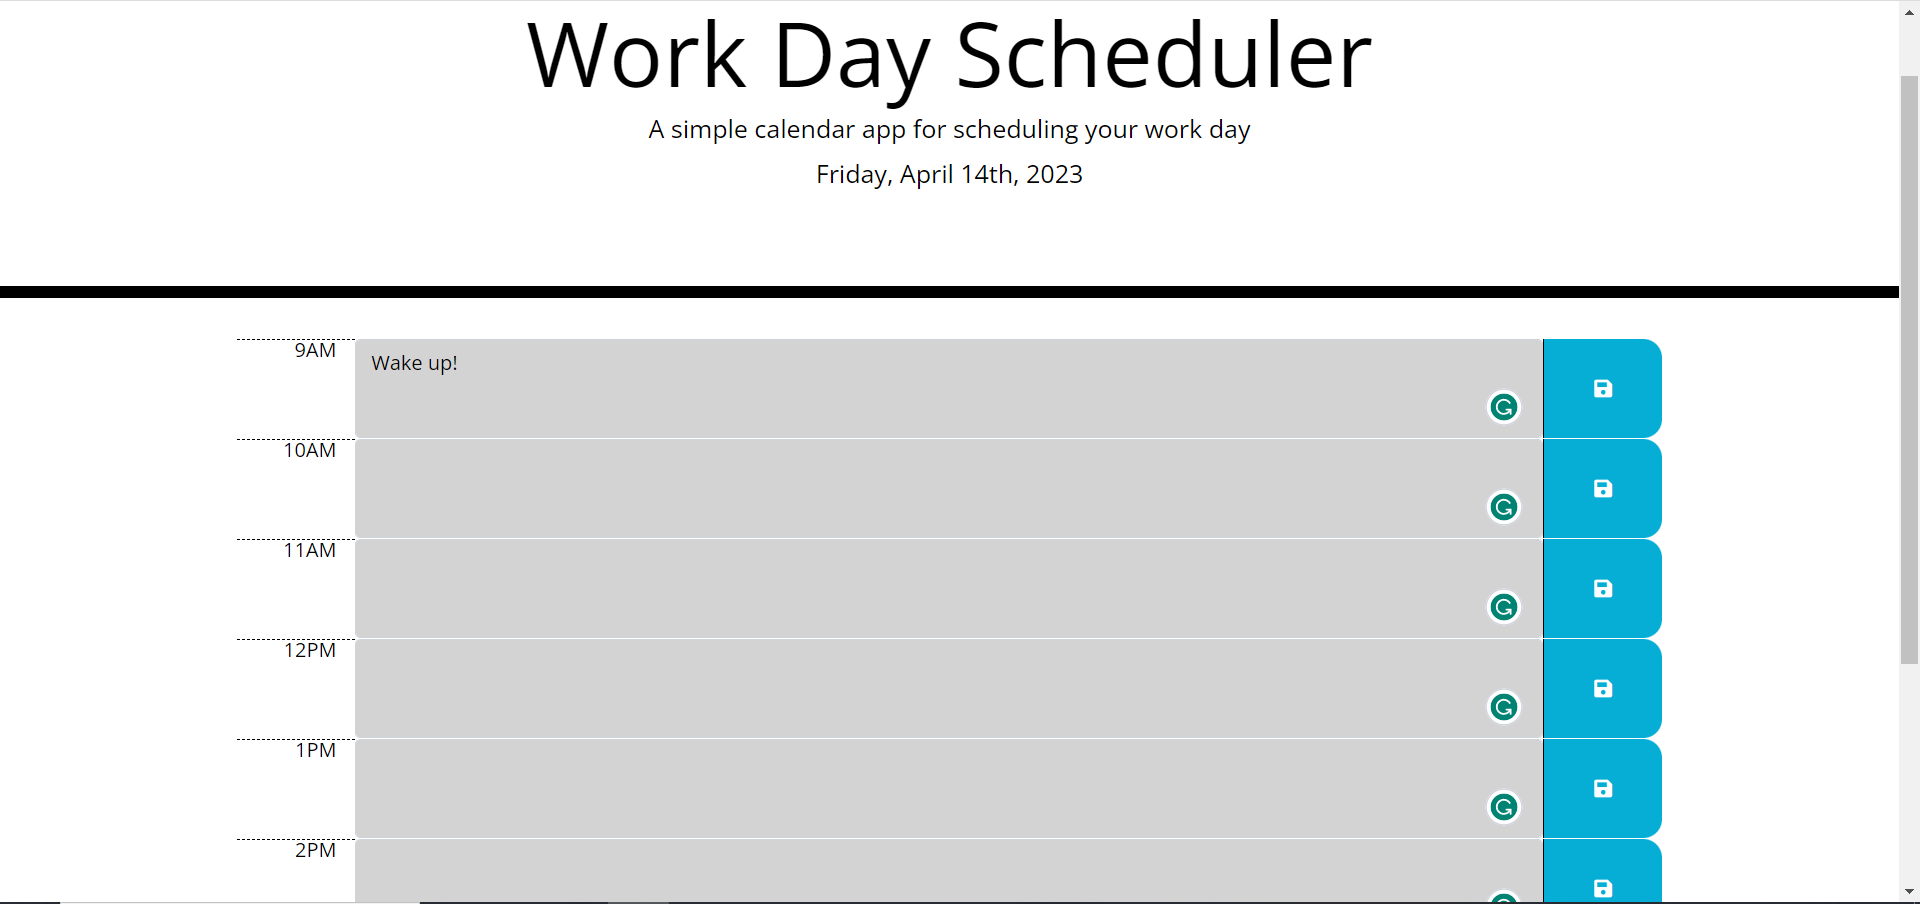 Work Day Scheduler
A simple calendar app for scheduling your work day
Friday, April 14th, 2023
9AM
Wake up!
10AM
11AM
12PM
1PM
2PM